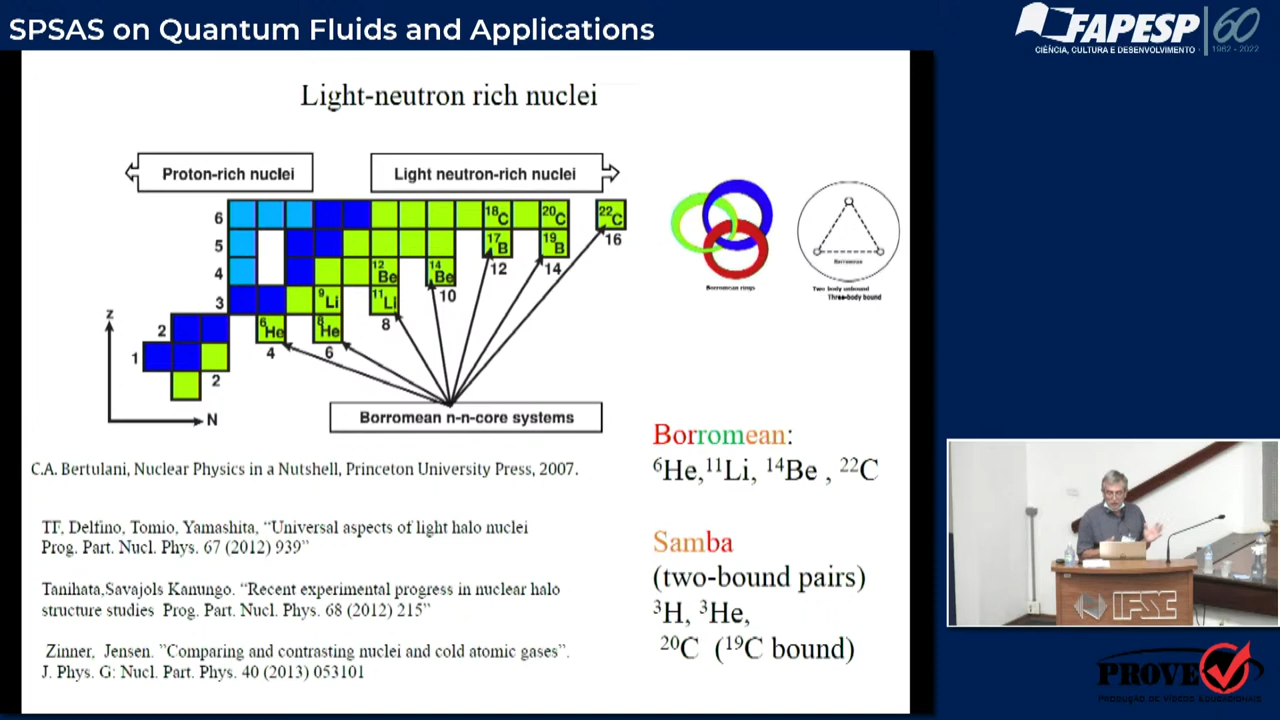 SPSAS on Quantum Fluids and Applications
FAPESP 60
CIÊNCIA, CULTURA E DESENVOLVIMENTO
1962 - 2022
Light-neutron rich nuclei
Proton-rich nuclei
Light neutron-rich nuclei
6
¹⁸C
²⁰C
²²C
5
¹⁷B
¹⁹B
16
4
¹²Be
¹⁴Be
12
14
3
⁹Li
¹¹Li
10
z
2
⁶He
⁸He
8
1
4
6
2
N
Borromean n-n-core systems
Borromean rings
Borromean
Two body unbound
Three-body bound
C.A. Bertulani, Nuclear Physics in a Nutshell, Princeton University Press, 2007.
TF, Delfino, Tomio, Yamashita, “Universal aspects of light halo nuclei
Prog. Part. Nucl. Phys. 67 (2012) 939”
Tanihata,Savajols Kanungo. “Recent experimental progress in nuclear halo
structure studies Prog. Part. Nucl. Phys. 68 (2012) 215”
Zinner, Jensen. ”Comparing and contrasting nuclei and cold atomic gases”.
J. Phys. G: Nucl. Part. Phys. 40 (2013) 053101
Borromean:
⁶He,¹¹Li, ¹⁴Be , ²²C
Samba
(two-bound pairs)
³H, ³He,
²⁰C (¹⁹C bound)
IFSC
PROVE
PRODUÇÃO DE VÍDEOS EDUCACIONAIS